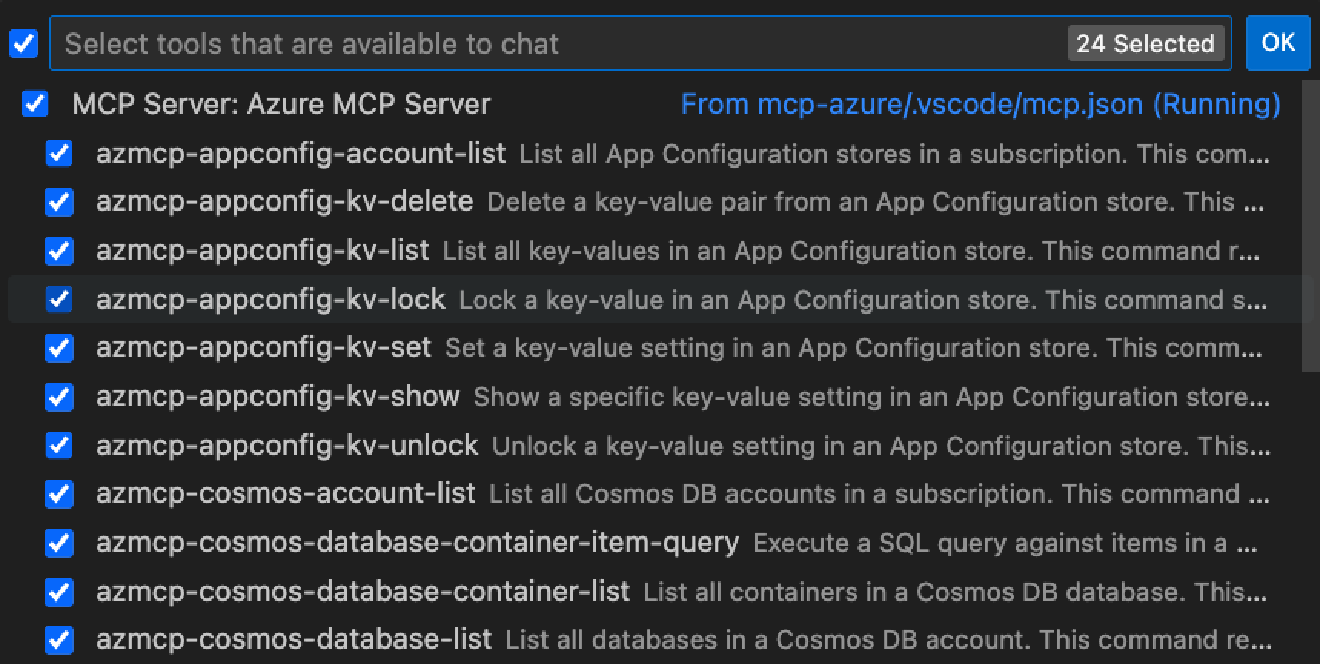 Select tools that are available to chat 24 Selected OK
MCP Server: Azure MCP Server From mcp-azure/.vscode/mcp.json (Running)
azmcp-appconfig-account-list List all App Configuration stores in a subscription. This com...
azmcp-appconfig-kv-delete Delete a key-value pair from an App Configuration store. This ...
azmcp-appconfig-kv-list List all key-values in an App Configuration store. This command r...
azmcp-appconfig-kv-lock Lock a key-value in an App Configuration store. This command s...
azmcp-appconfig-kv-set Set a key-value setting in an App Configuration store. This comm...
azmcp-appconfig-kv-show Show a specific key-value setting in an App Configuration store...
azmcp-appconfig-kv-unlock Unlock a key-value setting in an App Configuration store. This...
azmcp-cosmos-account-list List all Cosmos DB accounts in a subscription. This command ...
azmcp-cosmos-database-container-item-query Execute a SQL query against items in a ...
azmcp-cosmos-database-container-list List all containers in a Cosmos DB database. This...
azmcp-cosmos-database-list List all databases in a Cosmos DB account. This command re...